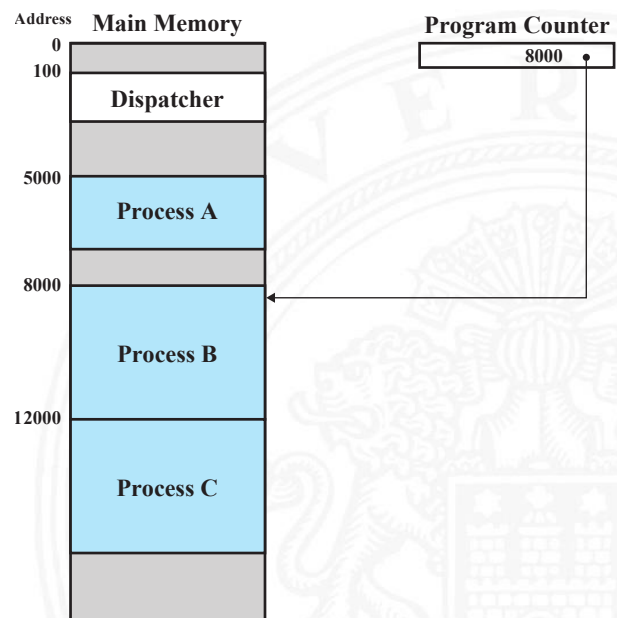 Address
Main Memory
Program Counter
0
8000
100
Dispatcher
5000
Process A
8000
Process B
12000
Process C
V E R